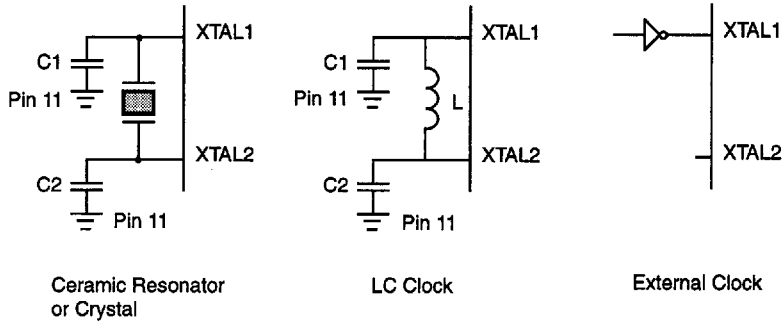 XTAL1
C1
Pin 11
XTAL2
C2
Pin 11
Ceramic Resonator
or Crystal
XTAL1
C1
Pin 11
L
XTAL2
C2
Pin 11
LC Clock
XTAL1
XTAL2
External Clock